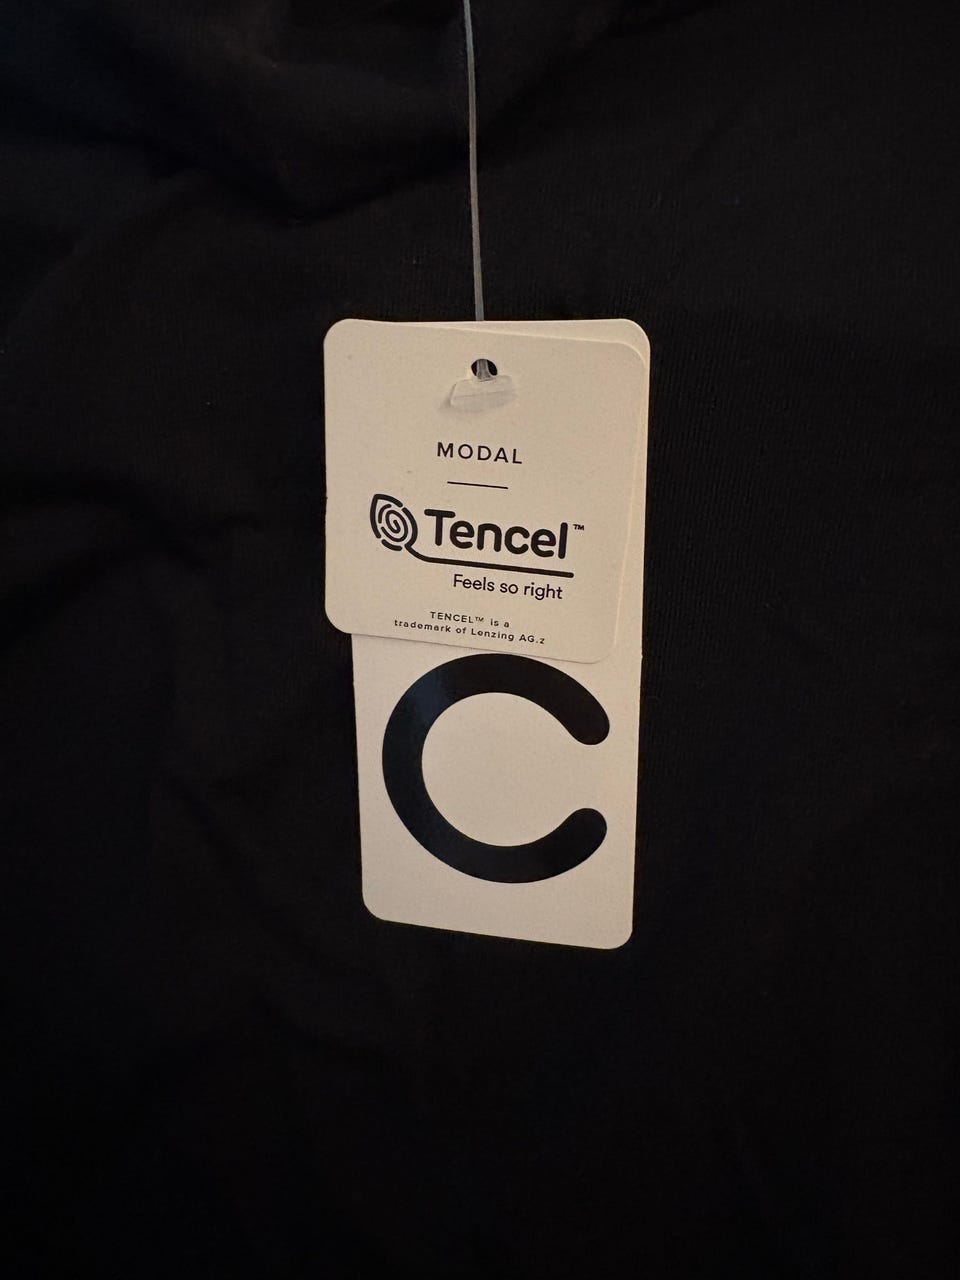 MODAL
Tencel™
Feels so right
TENCEL™ is a
trademark of Lenzing AG.z
C